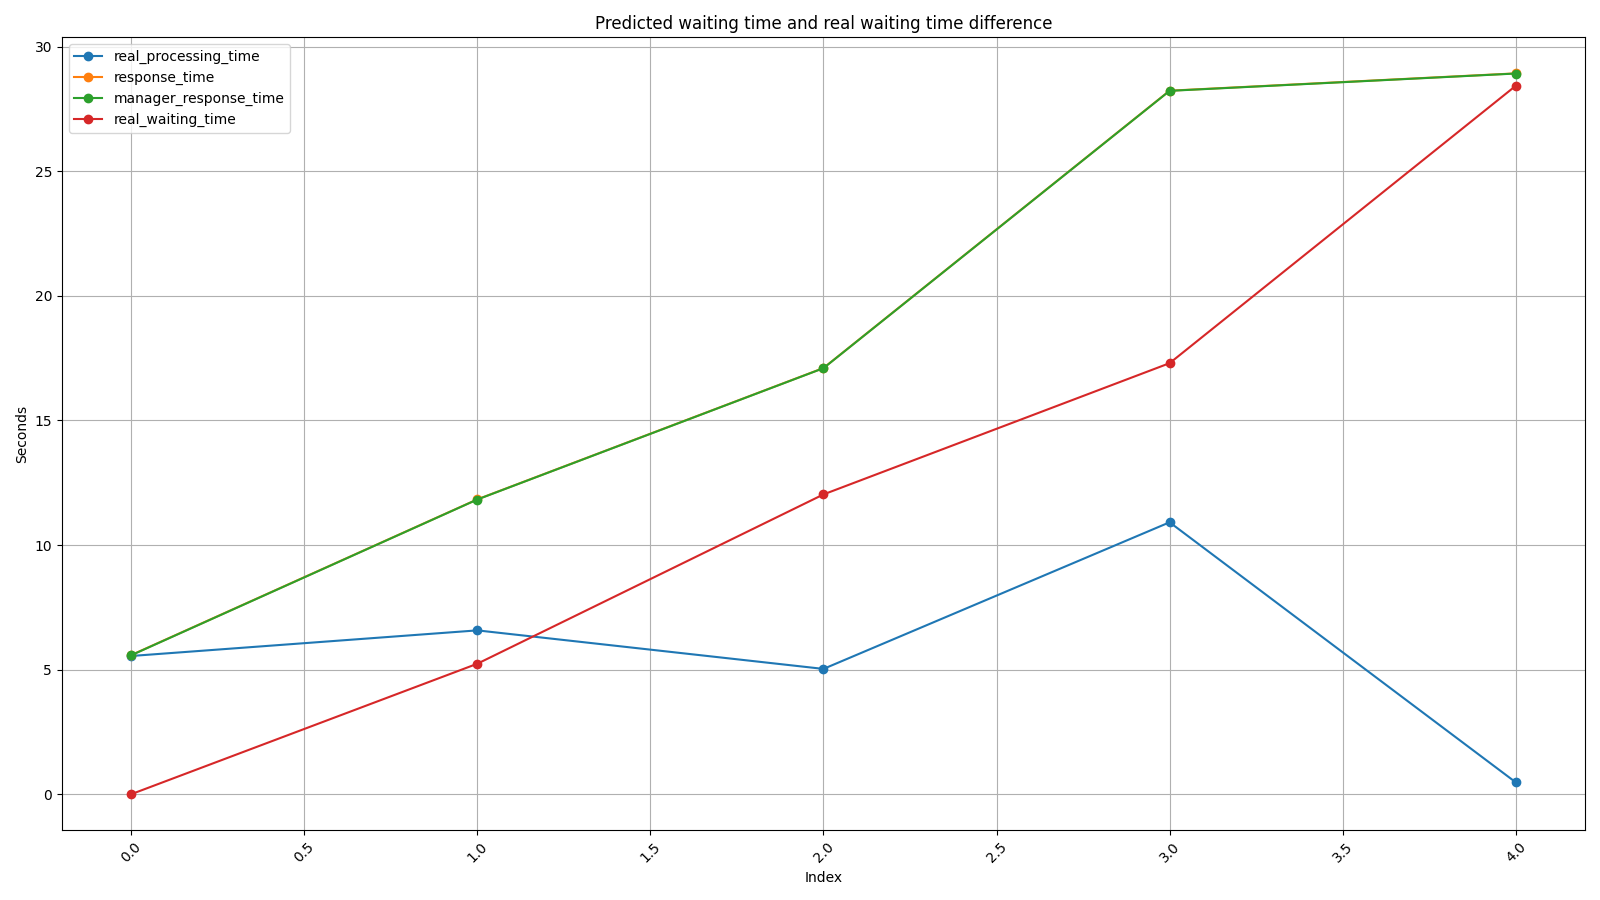 Predicted waiting time and real waiting time difference
real_processing_time
response_time
manager_response_time
real_waiting_time
30
25
20
15
10
5
0
Seconds
0.0
0.5
1.0
1.5
2.0
2.5
3.0
3.5
4.0
Index